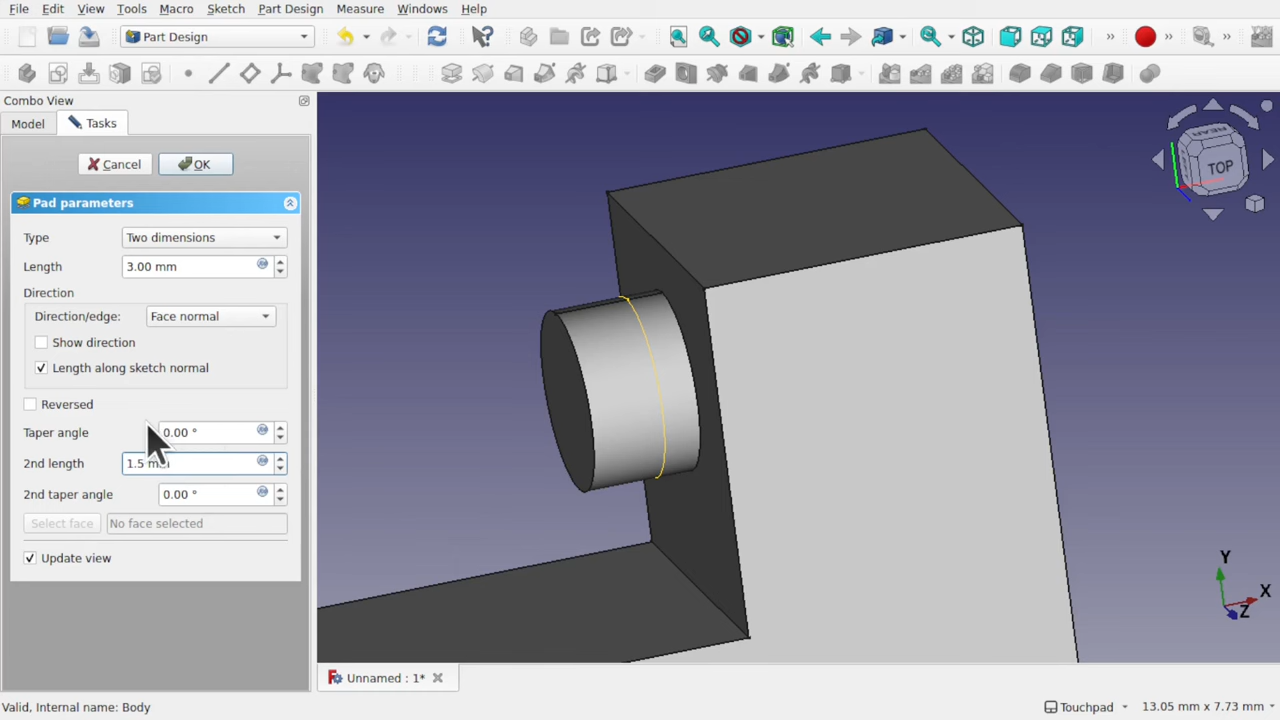 File Edit View Tools Macro Sketch Part Design Measure Windows Help
Part Design
Combo View
Model Tasks
Cancel OK
Pad parameters
Type Two dimensions
Length 3.00 mm
Direction
Direction/edge: Face normal
Show direction
Length along sketch normal
Reversed
Taper angle 0.00 °
2nd length 1.5 mm
2nd taper angle 0.00 °
Select face No face selected
Update view
REAR
TOP
Y
X
Z
Unnamed : 1*
Valid, Internal name: Body Touchpad 13.05 mm x 7.73 mm